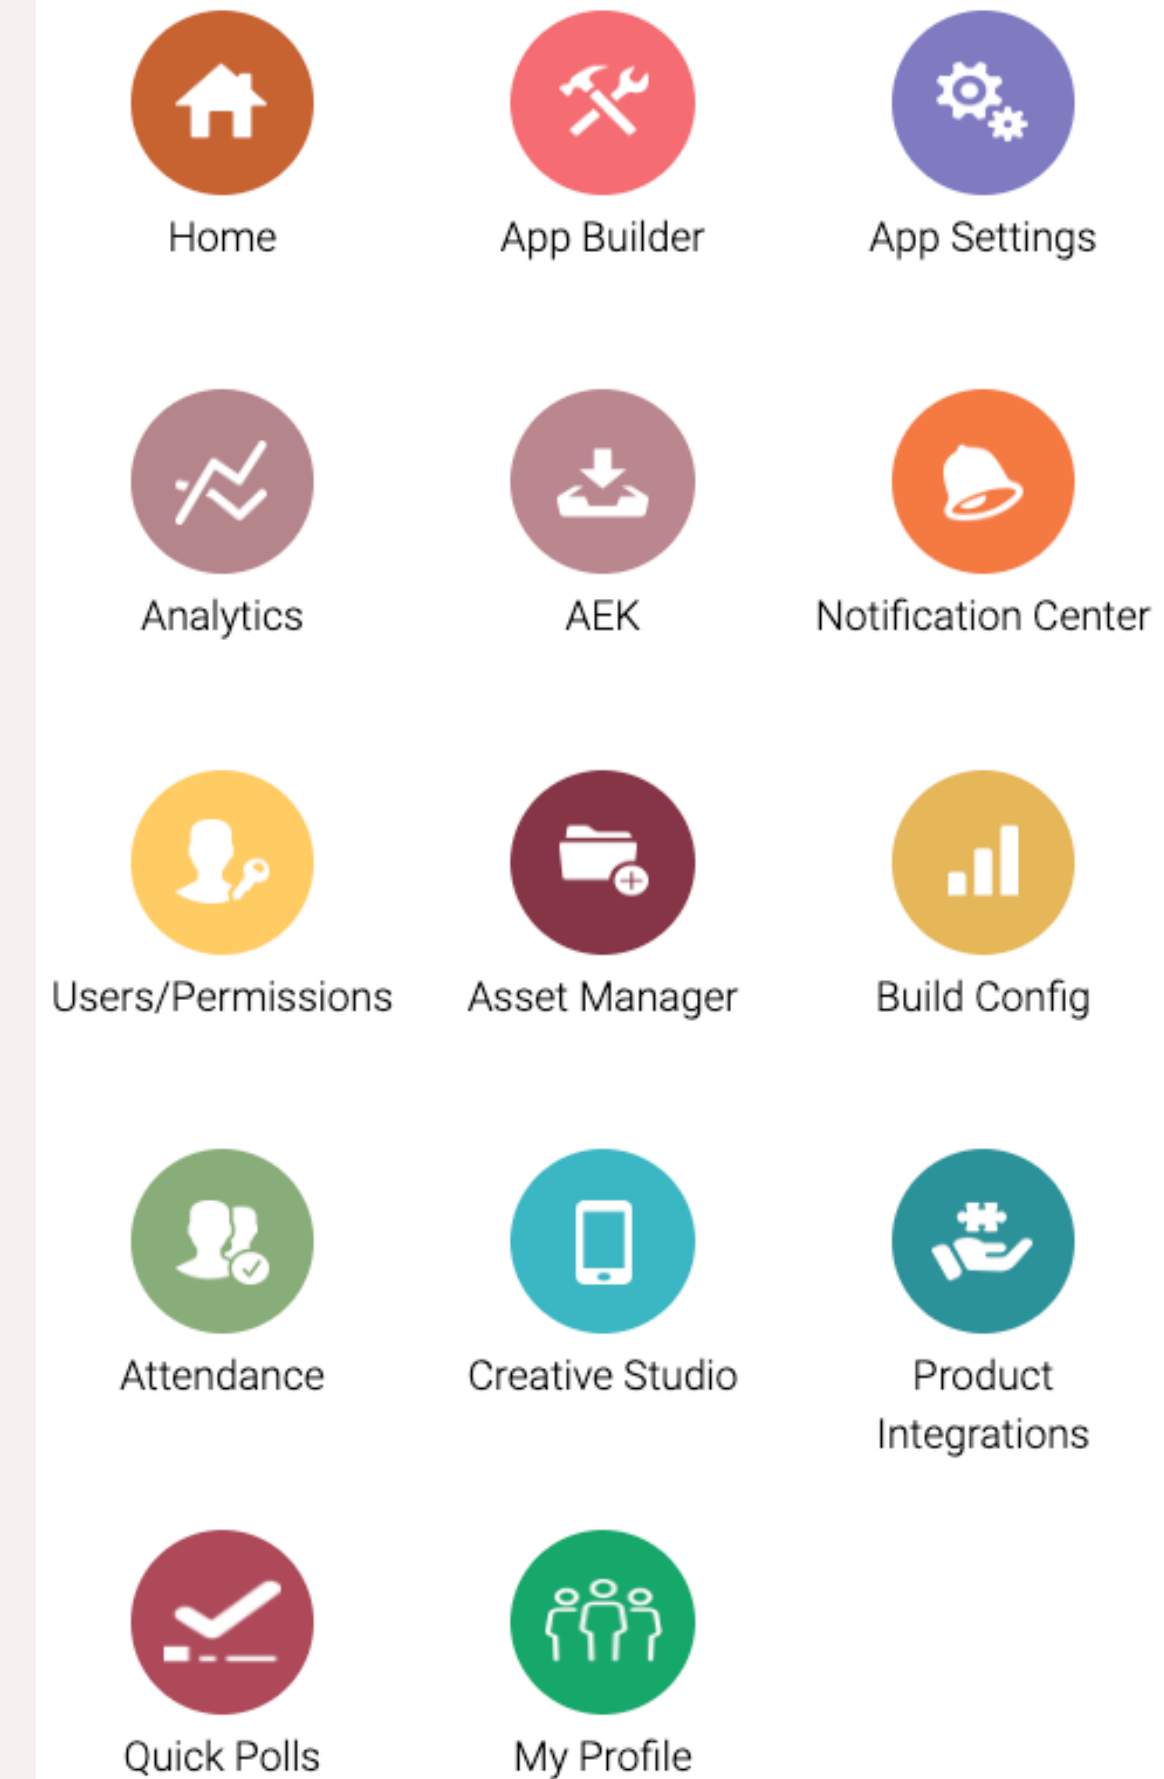 Home
App Builder
App Settings
Analytics
AEK
Notification Center
Users/Permissions
Asset Manager
Build Config
Attendance
Creative Studio
Product
Integrations
Quick Polls
My Profile